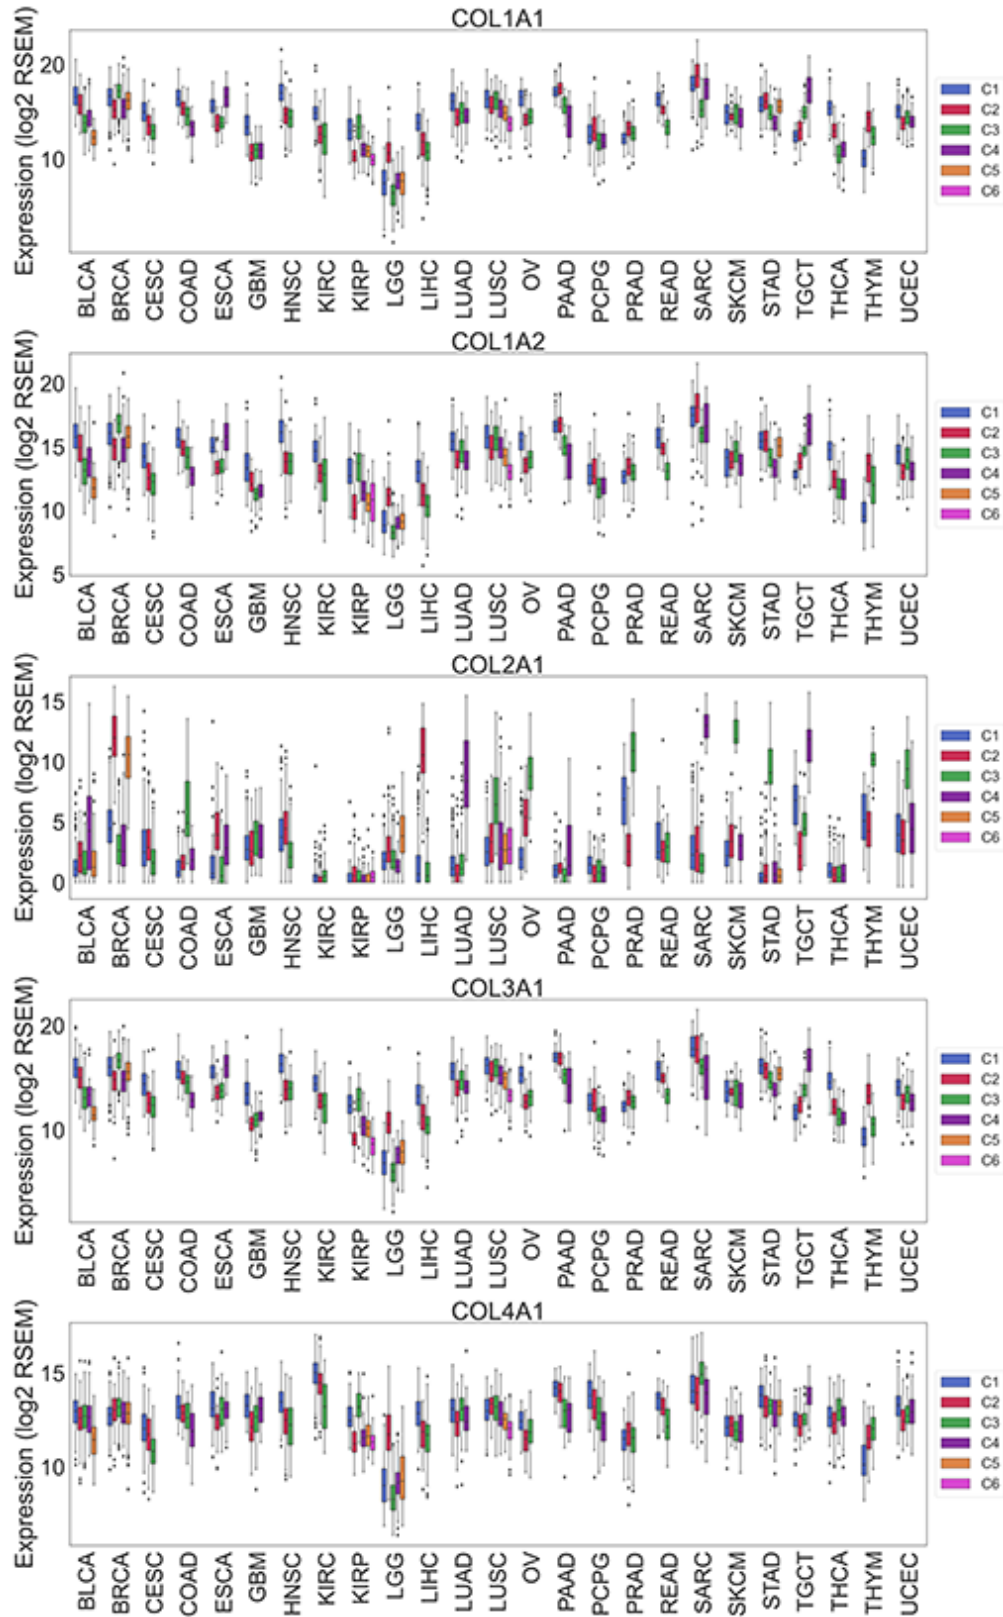 COL1A1
Expression (log2 RSEM)
20
10
BLCA BRCA CESC COAD ESCA GBM HNSC KIRC KIRP LGG LIHC LUAD LUSC OV PAAD PCPG PRAD READ SARC SKCM STAD TGCT THCA THYM UCEC
C1
C2
C3
C4
C5
C6
COL1A2
Expression (log2 RSEM)
20
15
10
5
BLCA BRCA CESC COAD ESCA GBM HNSC KIRC KIRP LGG LIHC LUAD LUSC OV PAAD PCPG PRAD READ SARC SKCM STAD TGCT THCA THYM UCEC
C1
C2
C3
C4
C5
C6
COL2A1
Expression (log2 RSEM)
15
10
5
0
BLCA BRCA CESC COAD ESCA GBM HNSC KIRC KIRP LGG LIHC LUAD LUSC OV PAAD PCPG PRAD READ SARC SKCM STAD TGCT THCA THYM UCEC
C1
C2
C3
C4
C5
C6
COL3A1
Expression (log2 RSEM)
20
10
BLCA BRCA CESC COAD ESCA GBM HNSC KIRC KIRP LGG LIHC LUAD LUSC OV PAAD PCPG PRAD READ SARC SKCM STAD TGCT THCA THYM UCEC
C1
C2
C3
C4
C5
C6
COL4A1
Expression (log2 RSEM)
15
10
BLCA BRCA CESC COAD ESCA GBM HNSC KIRC KIRP LGG LIHC LUAD LUSC OV PAAD PCPG PRAD READ SARC SKCM STAD TGCT THCA THYM UCEC
C1
C2
C3
C4
C5
C6